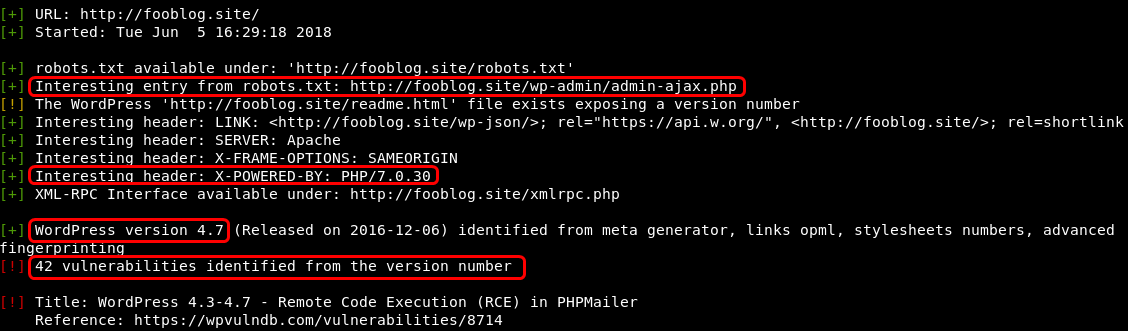 [+] URL: http://fooblog.site/
[+] Started: Tue Jun  5 16:29:18 2018
[+] robots.txt available under: 'http://fooblog.site/robots.txt'
[+] Interesting entry from robots.txt: http://fooblog.site/wp-admin/admin-ajax.php
[!] The WordPress 'http://fooblog.site/readme.html' file exists exposing a version number
[+] Interesting header: LINK: <http://fooblog.site/wp-json/>; rel="https://api.w.org/", <http://fooblog.site/>; rel=shortlink
[+] Interesting header: SERVER: Apache
[+] Interesting header: X-FRAME-OPTIONS: SAMEORIGIN
[+] Interesting header: X-POWERED-BY: PHP/7.0.30
[+] XML-RPC Interface available under: http://fooblog.site/xmlrpc.php
[+] WordPress version 4.7 (Released on 2016-12-06) identified from meta generator, links opml, stylesheets numbers, advanced
fingerprinting
[!] 42 vulnerabilities identified from the version number
[!] Title: WordPress 4.3-4.7 - Remote Code Execution (RCE) in PHPMailer
Reference: https://wpvulndb.com/vulnerabilities/8714